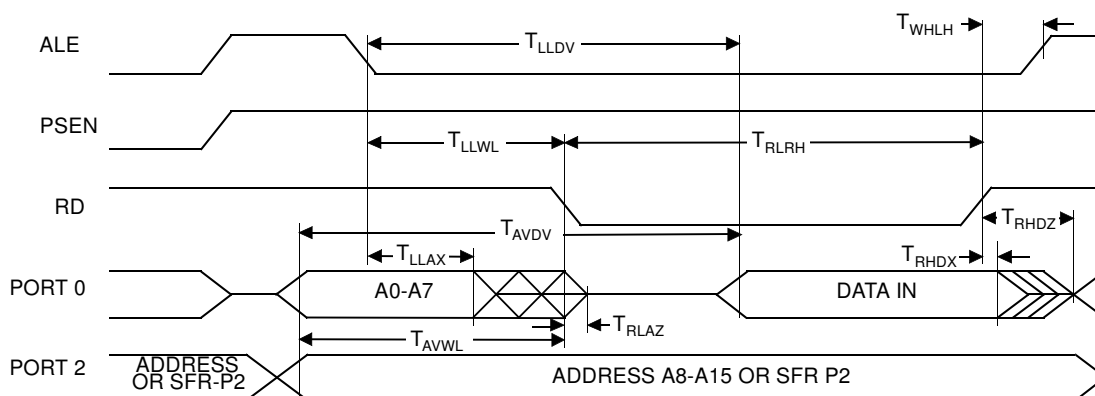 ALE
T_LLDV
T_WHLH
PSEN
T_LLWL
T_RLRH
RD
T_AVDV
T_LLAX
T_RHDZ
T_RHDX
PORT 0
A0-A7
DATA IN
T_RLAZ
T_AVWL
PORT 2
ADDRESS
OR SFR-P2
ADDRESS A8-A15 OR SFR P2